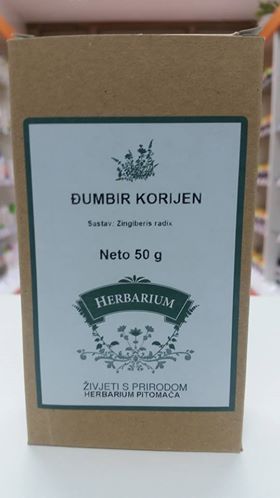 ĐUMBIR KORIJEN
Sastav: Zingiberis radix
Neto 50 g
HERBARIUM
ŽIVJETI S PRIRODOM
HERBARIUM PITOMAČA